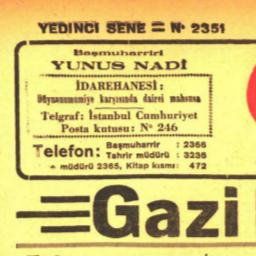 YEDİNCİ SENE = Nº 2351
Başmuharriri
YUNUS NADİ
İDAREHANESİ:
Düyunuumumiye karşısında dairei mahsusa
Telgraf: İstanbul Cumhuriyet
Posta kutusu: Nº 246
Telefon:
Başmuharrir : 2366
Tahrir müdürü : 3236
müdürü 2365, Kitap kısmı: 472
Gazi